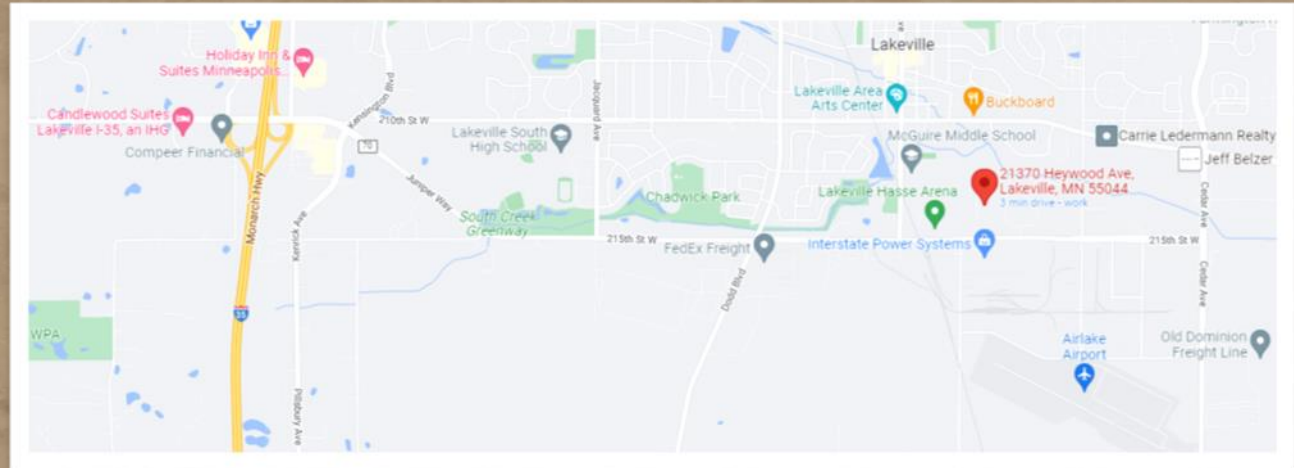 Lakeville
Holiday Inn &
Suites Minneapolis...
Candlewood Suites
Lakeville I-35, an IHG
Compeer Financial
Kensington Blvd
210th St W
70
Jacquard Ave
Lakeville South
High School
Lakeville Area
Arts Center
Buckboard
McGuire Middle School
Carrie Ledermann Realty
Jeff Belzer
21370 Heywood Ave,
Lakeville, MN 55044
3 min drive - work
Lakeville Hasse Arena
Chadwick Park
Juniper Way
South Creek
Greenway
Monarch Hwy
Kenrick Ave
215th St W
FedEx Freight
Interstate Power Systems
215th St W
Cedar Ave
Cedar Ave
Dodd Blvd
35
WPA
Airlake
Airport
Old Dominion
Freight Line
Pillsbury Ave